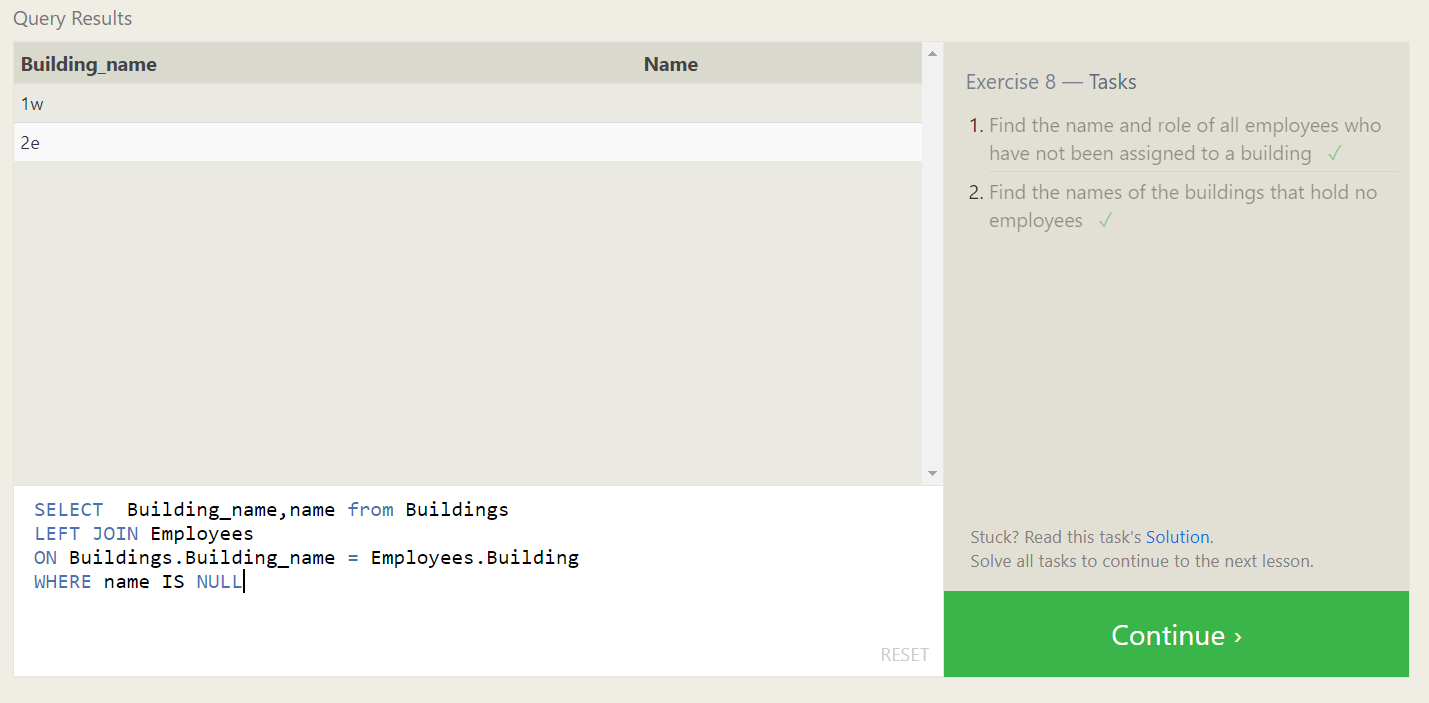 Query Results
Building_name Name
1w
2e
SELECT  Building_name,name from Buildings
LEFT JOIN Employees
ON Buildings.Building_name = Employees.Building
WHERE name IS NULL
RESET
Exercise 8 — Tasks
1. Find the name and role of all employees who
have not been assigned to a building ✓
2. Find the names of the buildings that hold no
employees ✓
Stuck? Read this task's Solution.
Solve all tasks to continue to the next lesson.
Continue ›